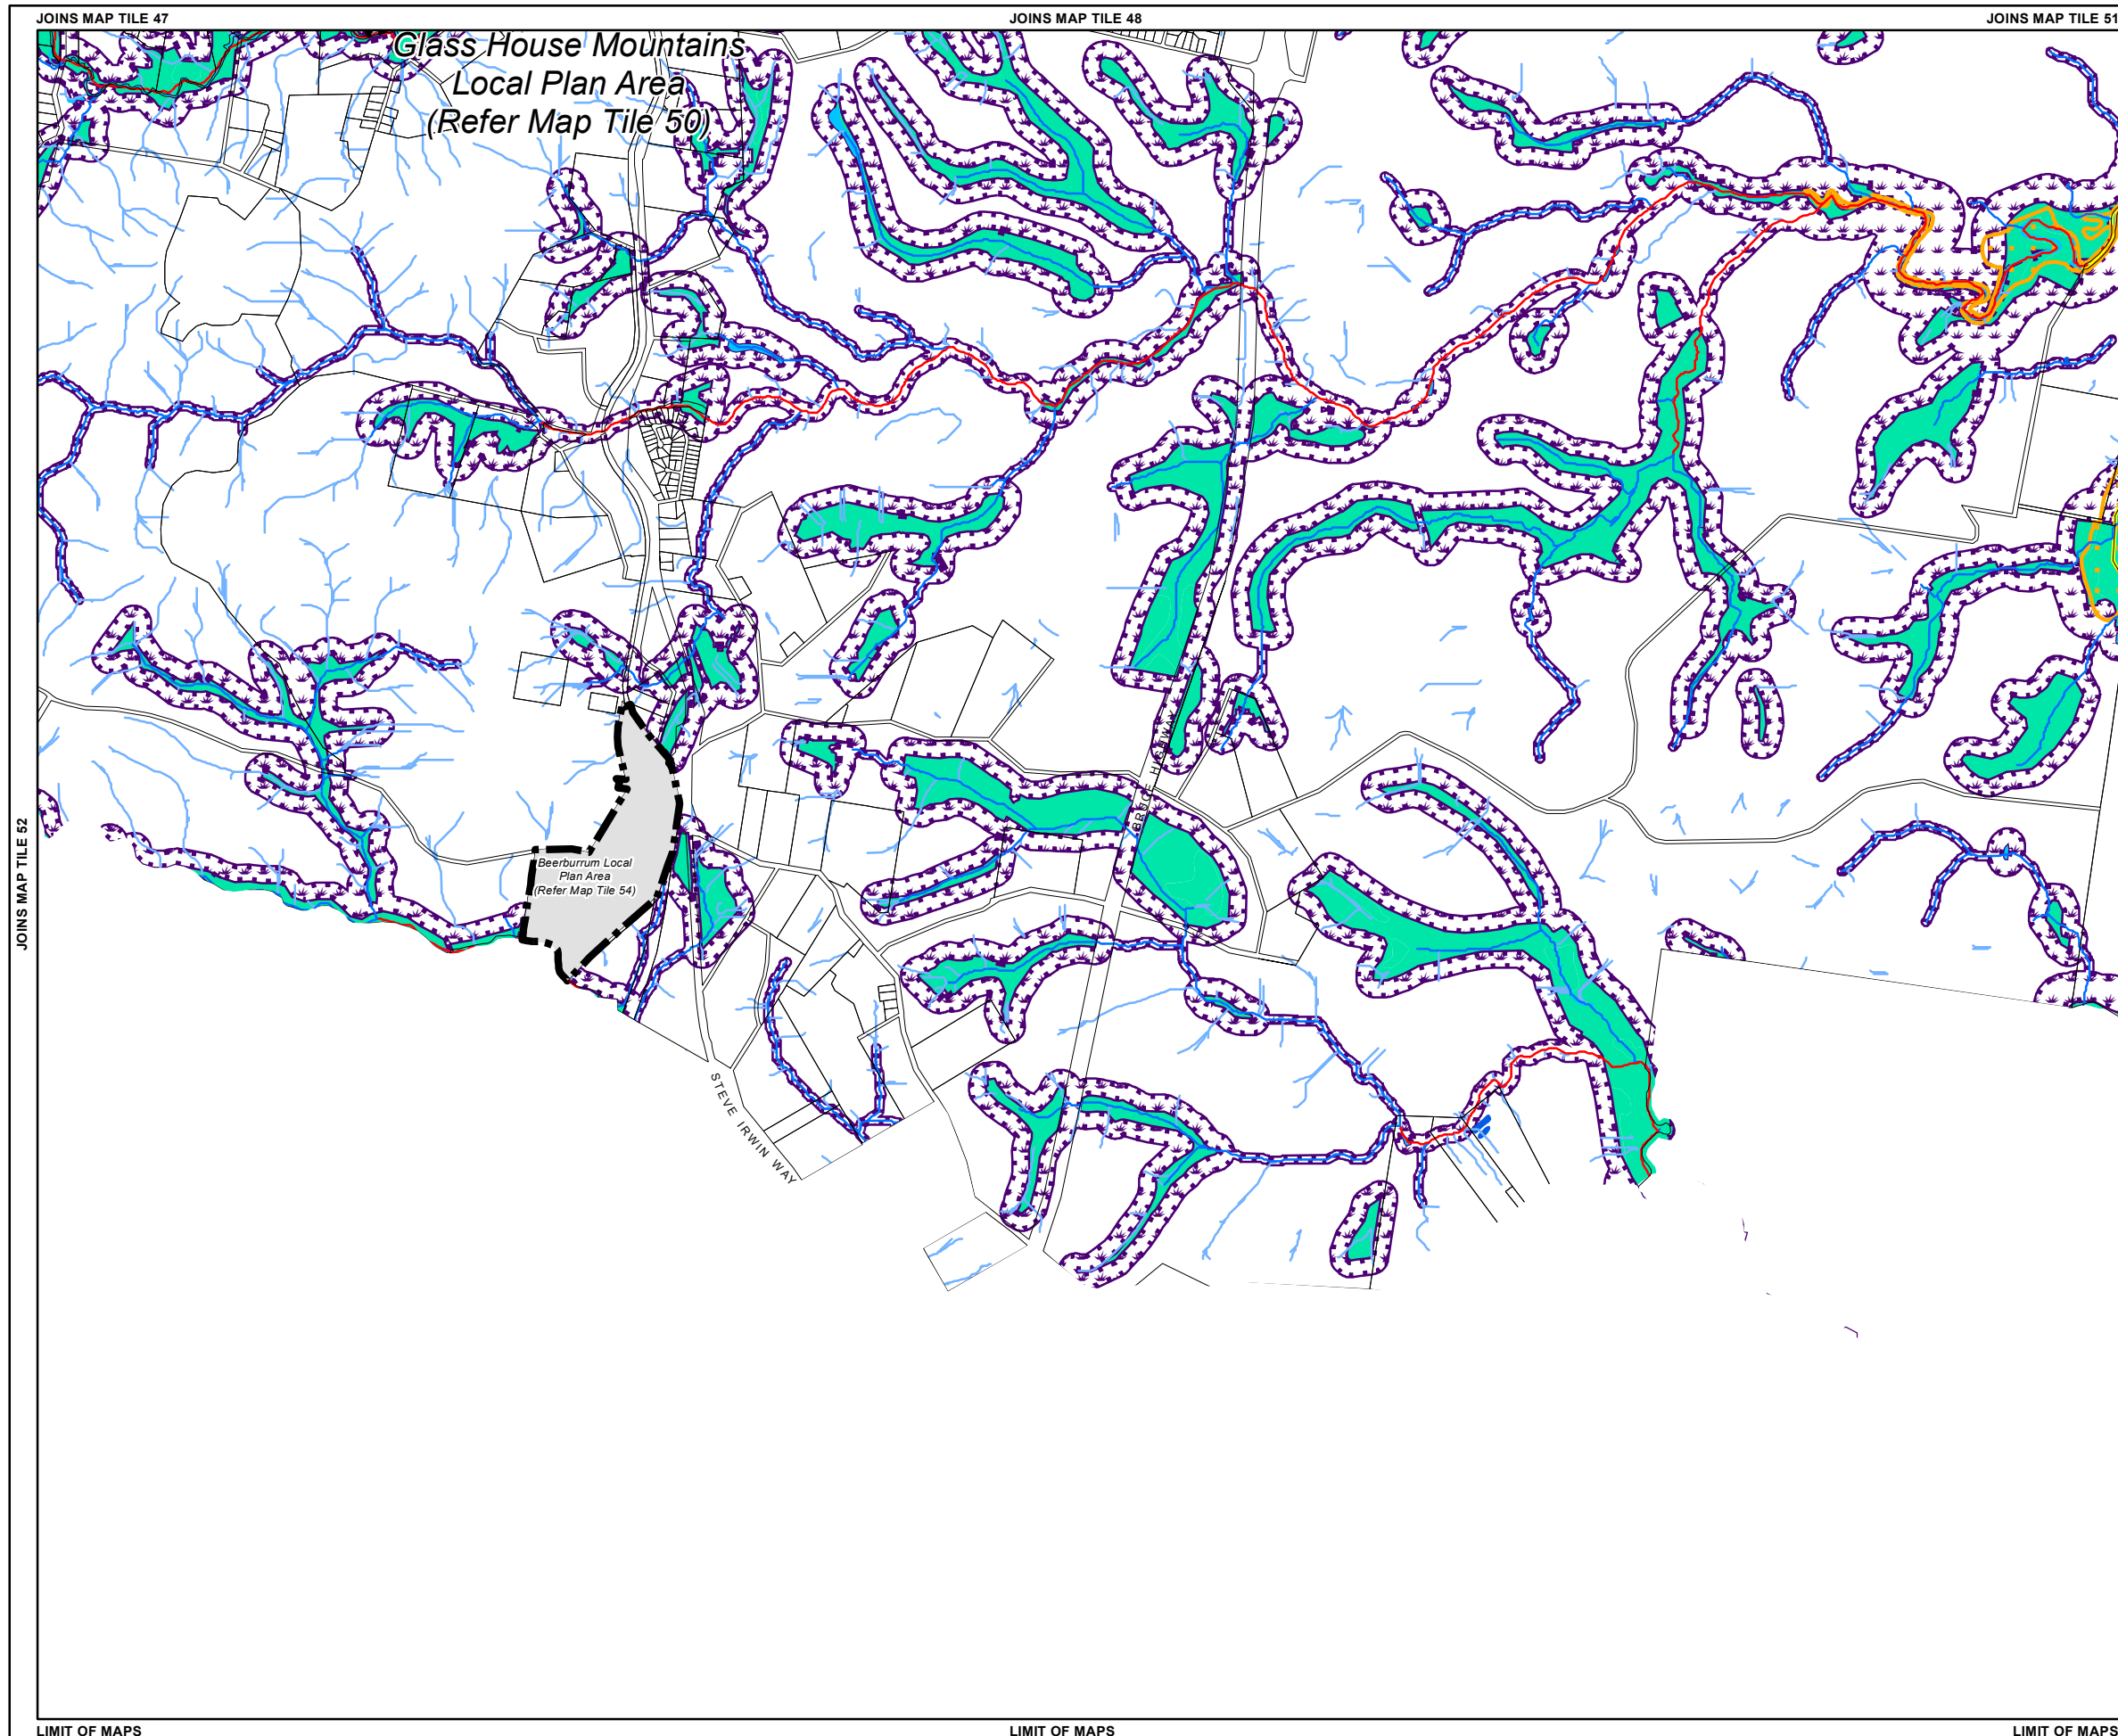 JOINS MAP TILE 47
JOINS MAP TILE 48
JOINS MAP TILE 51
Glass House Mountains
Local Plan Area
(Refer Map Tile 50)
BRUCE HIGHWAY
JOINS MAP TILE 52
Beerburrum Local
Plan Area
(Refer Map Tile 54)
STEVE IRWIN WAY
LIMIT OF MAPS
LIMIT OF MAPS
LIMIT OF MAPS